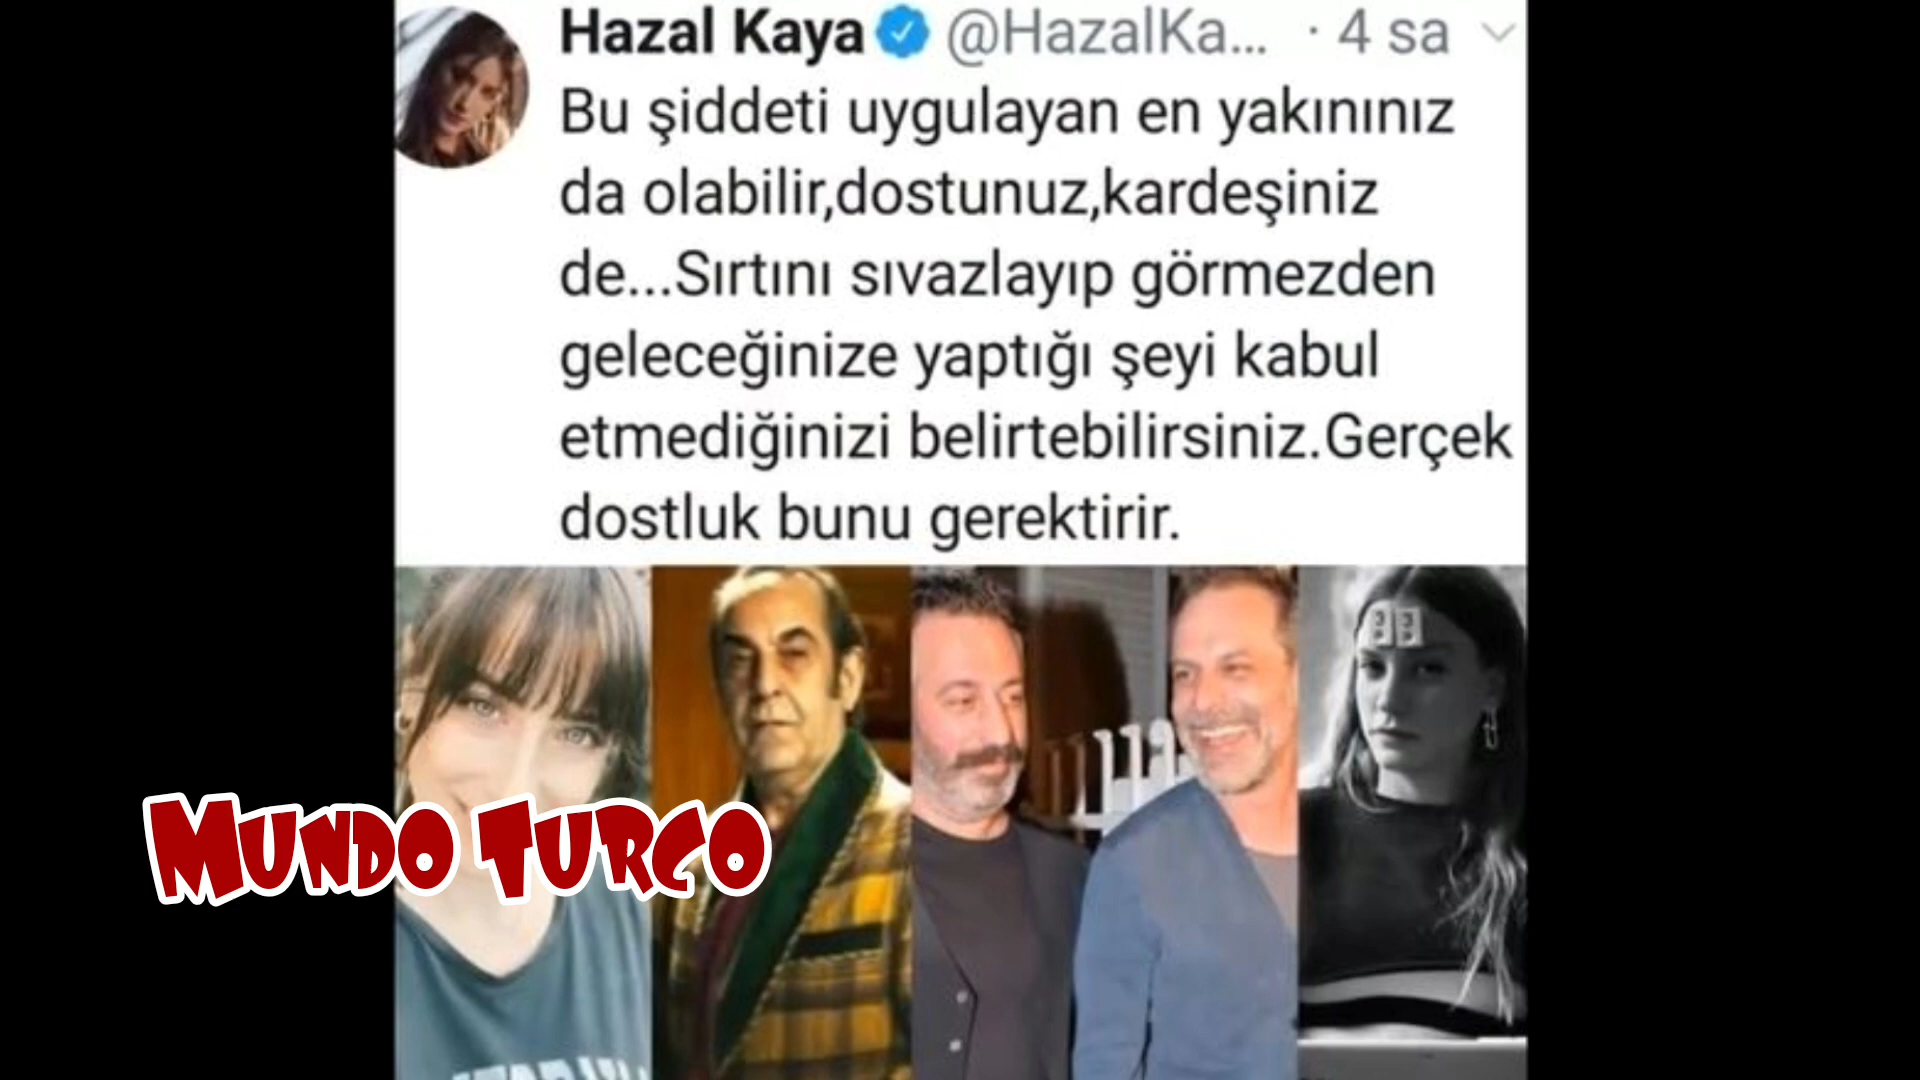 Hazal Kaya @HazalKa... · 4 sa
Bu şiddeti uygulayan en yakınınız
da olabilir,dostunuz,kardeşiniz
de...Sırtını sıvazlayıp görmezden
geleceğinize yaptığı şeyi kabul
etmediğinizi belirtebilirsiniz.Gerçek
dostluk bunu gerektirir.
Mundo Turco